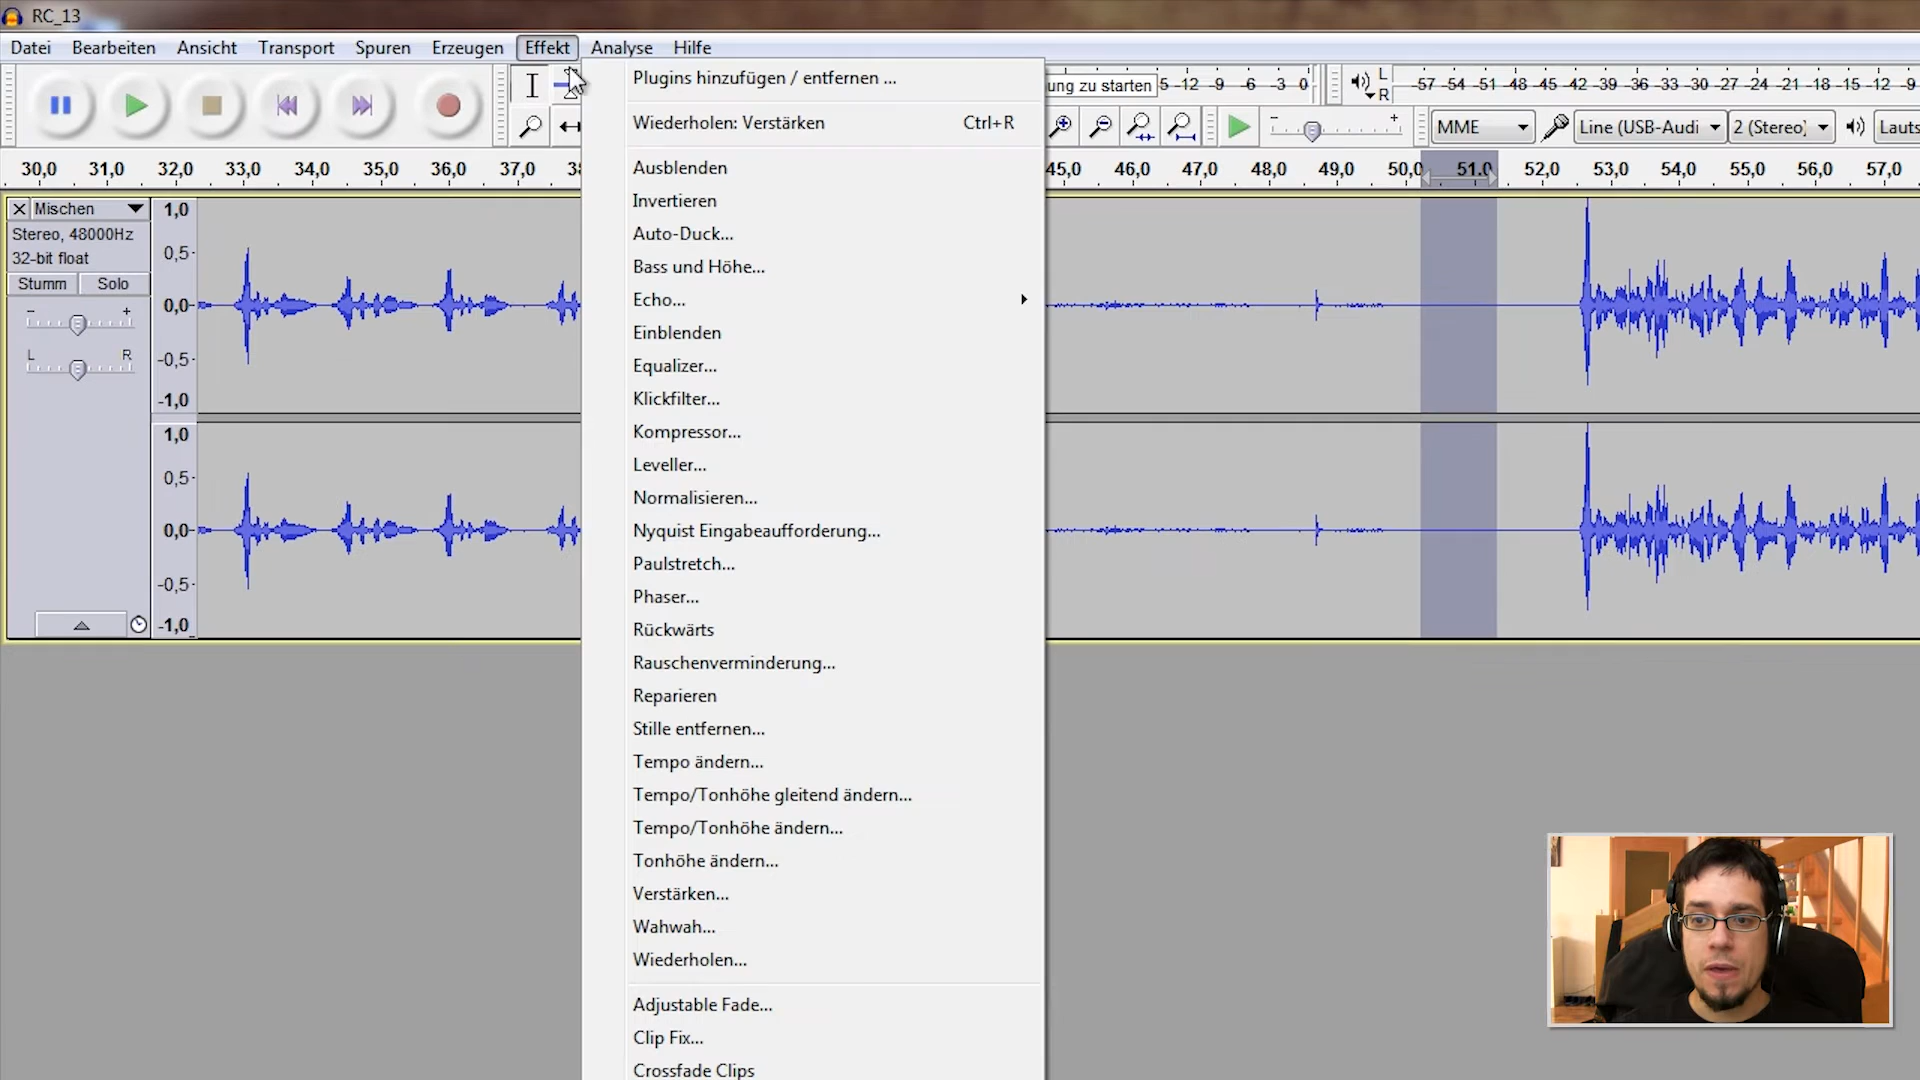 RC_13
Datei Bearbeiten Ansicht Transport Spuren Erzeugen Effekt Analyse Hilfe
Plugins hinzufügen / entfernen ...
Wiederholen: Verstärken Ctrl+R
Ausblenden
Invertieren
Auto-Duck...
Bass und Höhe...
Echo...
Einblenden
Equalizer...
Klickfilter...
Kompressor...
Leveller...
Normalisieren...
Nyquist Eingabeaufforderung...
Paulstretch...
Phaser...
Rückwärts
Rauschenverminderung...
Reparieren
Stille entfernen...
Tempo ändern...
Tempo/Tonhöhe gleitend ändern...
Tempo/Tonhöhe ändern...
Tonhöhe ändern...
Verstärken...
Wahwah...
Wiederholen...
Adjustable Fade...
Clip Fix...
Crossfade Clips
ung zu starten 5 -12 -9 -6 -3 0
L
R
-57 -54 -51 -48 -45 -42 -39 -36 -33 -30 -27 -24 -21 -18 -15 -12 -9
MME Line (USB-Audi 2 (Stereo) Lauts
30,0 31,0 32,0 33,0 34,0 35,0 36,0 37,0 38 45,0 46,0 47,0 48,0 49,0 50,0 51,0 52,0 53,0 54,0 55,0 56,0 57,0
Mischen
Stereo, 48000Hz
32-bit float
Stumm Solo
- +
L R
1,0
0,5
0,0
-0,5
-1,0
1,0
0,5
0,0
-0,5
-1,0